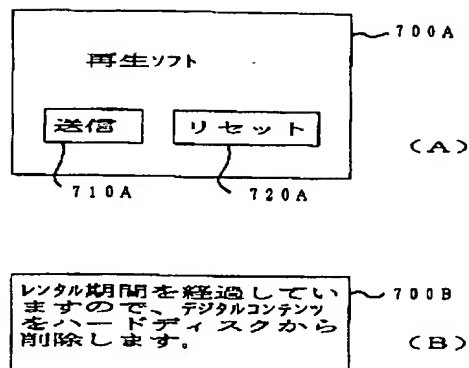 700A
再生ソフト
送信 リセット
(A)
710A 720A
レンタル期間を経過してい
ますので、デジタルコンテンツ
をハードディスクから
削除します。
700B
(B)